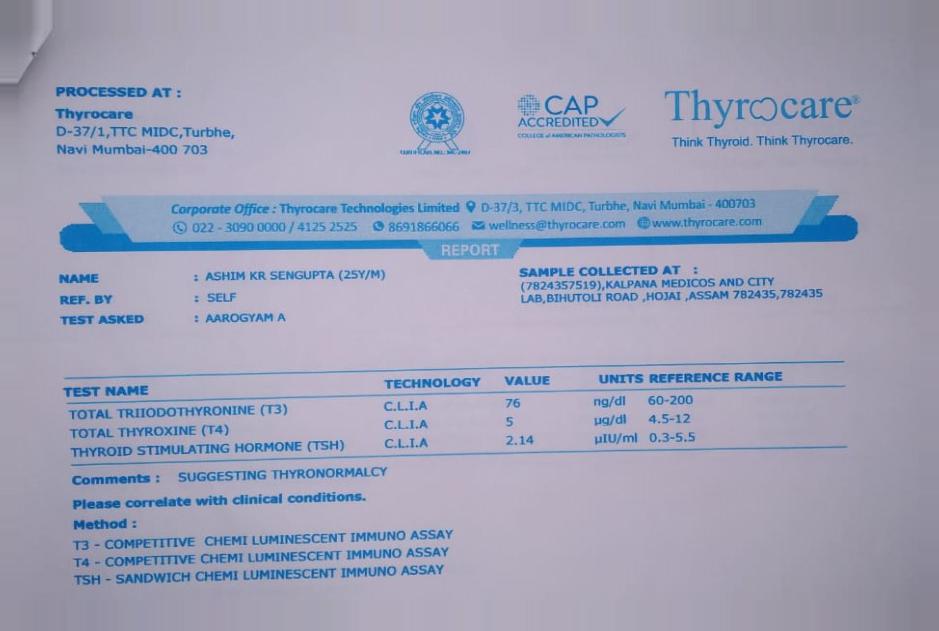 PROCESSED AT :
Thyrocare
D-37/1,TTC MIDC,Turbhe,
Navi Mumbai-400 703
CAP
ACCREDITED
COLLEGE of AMERICAN PATHOLOGISTS
Thyrocare®
Think Thyroid. Think Thyrocare.
Corporate Office : Thyrocare Technologies Limited D-37/3, TTC MIDC, Turbhe, Navi Mumbai - 400703
022 - 3090 0000 / 4125 2525 8691866066 wellness@thyrocare.com www.thyrocare.com
REPORT
NAME : ASHIM KR SENGUPTA (25Y/M)
REF. BY : SELF
TEST ASKED : AAROGYAM A
SAMPLE COLLECTED AT :
(7824357519),KALPANA MEDICOS AND CITY
LAB,BIHUTOLI ROAD ,HOJAI ,ASSAM 782435,782435
TEST NAME TECHNOLOGY VALUE UNITS REFERENCE RANGE
TOTAL TRIIODOTHYRONINE (T3) C.L.I.A 76 ng/dl 60-200
TOTAL THYROXINE (T4) C.L.I.A 5 µg/dl 4.5-12
THYROID STIMULATING HORMONE (TSH) C.L.I.A 2.14 µIU/ml 0.3-5.5
Comments : SUGGESTING THYRONORMALCY
Please correlate with clinical conditions.
Method :
T3 - COMPETITIVE CHEMI LUMINESCENT IMMUNO ASSAY
T4 - COMPETITIVE CHEMI LUMINESCENT IMMUNO ASSAY
TSH - SANDWICH CHEMI LUMINESCENT IMMUNO ASSAY